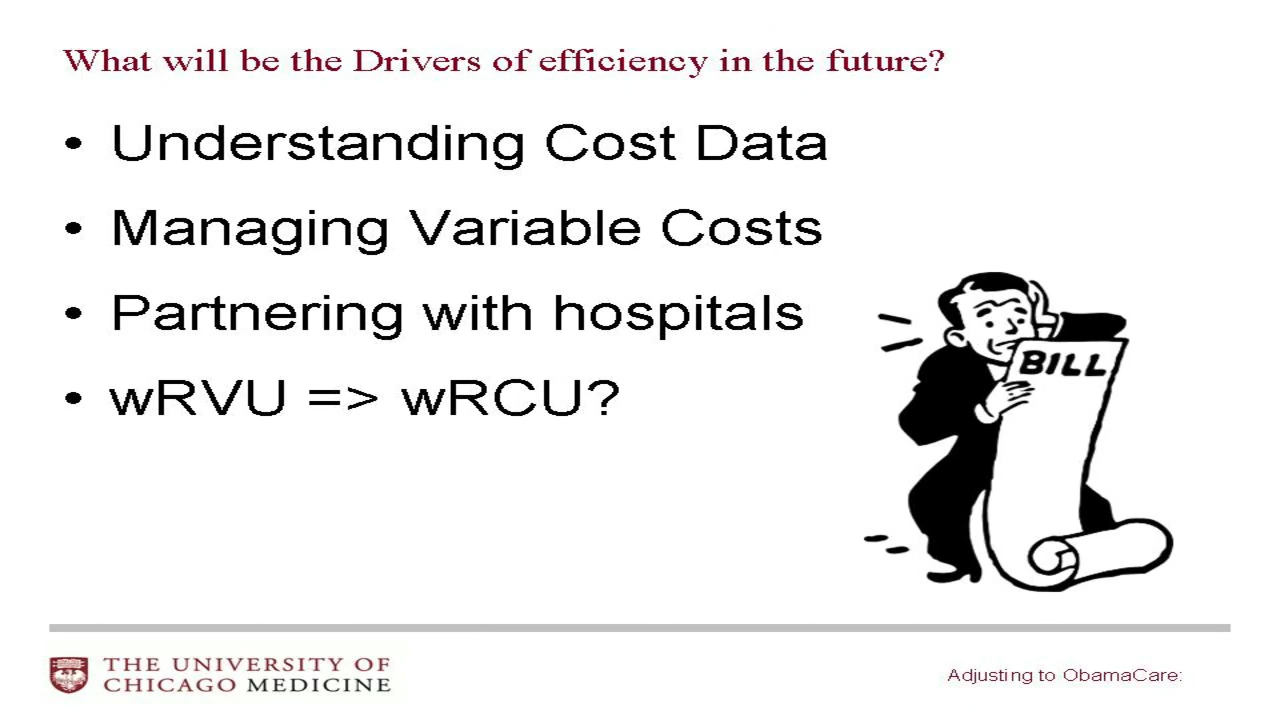 What will be the Drivers of efficiency in the future?
• Understanding Cost Data
• Managing Variable Costs
• Partnering with hospitals
• wRVU => wRCU?
BILL
THE UNIVERSITY OF
CHICAGO MEDICINE
Adjusting to ObamaCare: